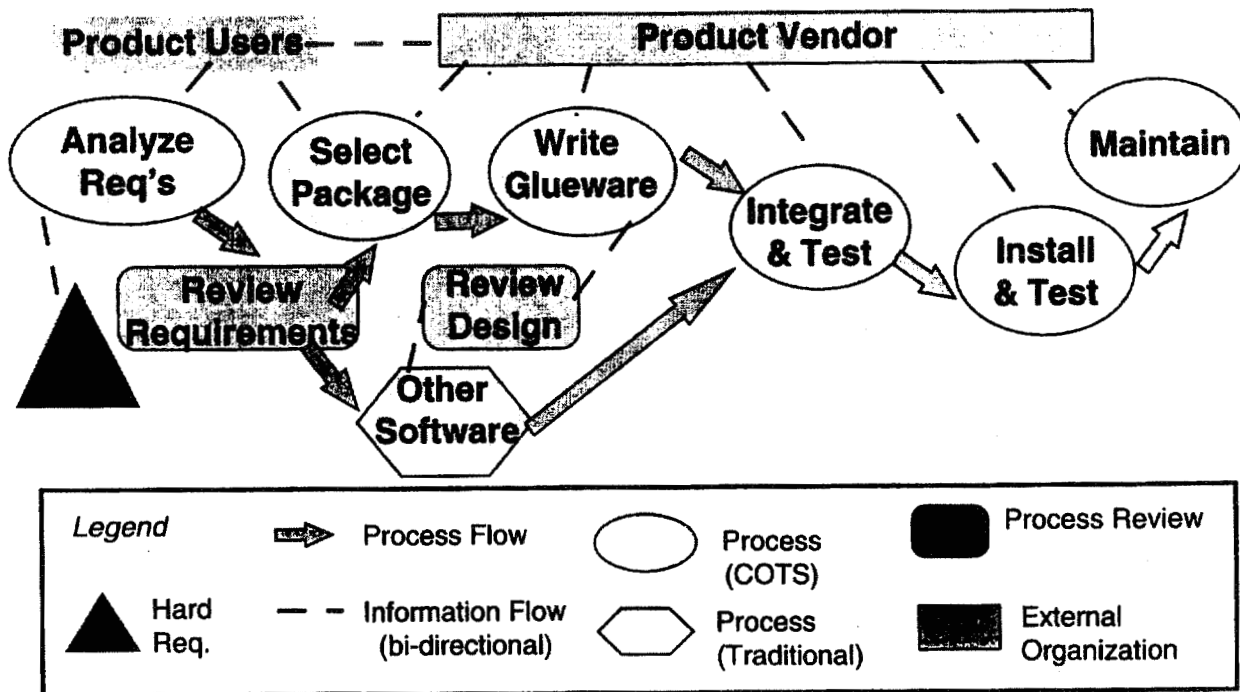 Product Users
Product Vendor
Analyze
Req's
Select
Package
Write
Glueware
Integrate
& Test
Install
& Test
Maintain
Review
Requirements
Review
Design
Other
Software
Legend
Process Flow
Process
(COTS)
Process Review
Hard
Req.
Information Flow
(bi-directional)
Process
(Traditional)
External
Organization